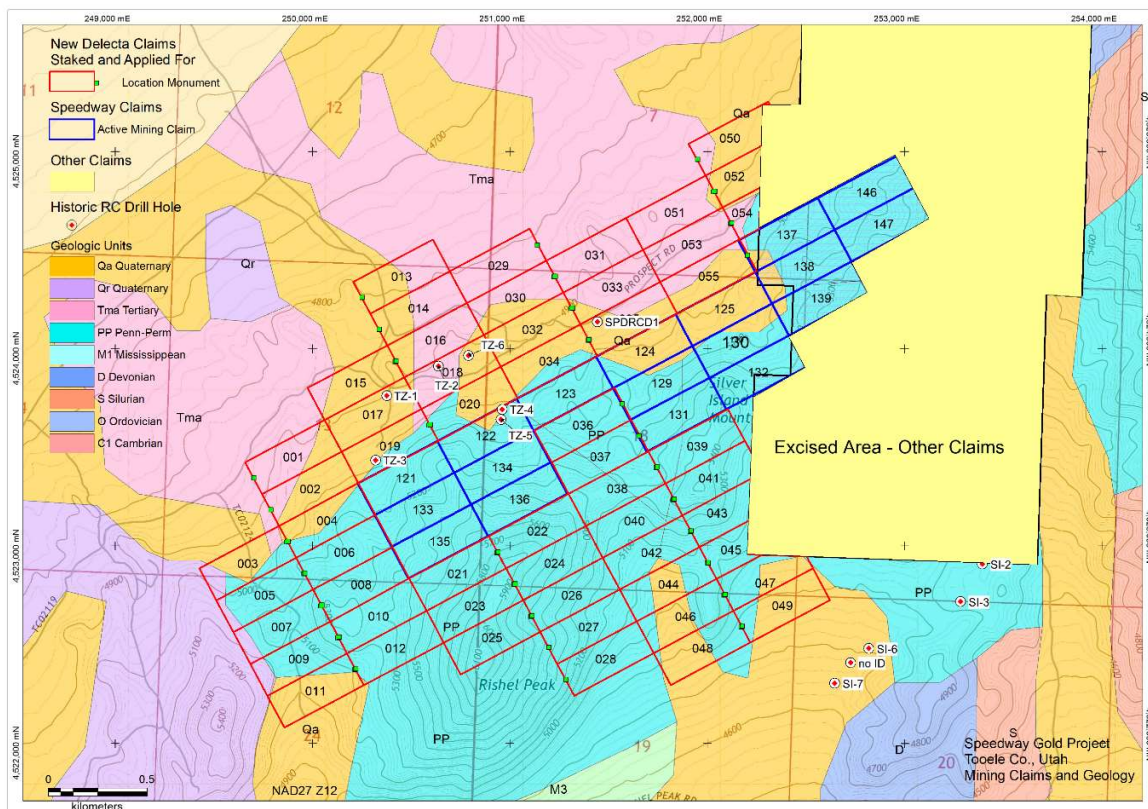 249,000 mE
250,000 mE
251,000 mE
252,000 mE
253,000 mE
254,000 mE
4,525,000 mN
4,524,000 mN
4,523,000 mN
4,522,000 mN
New Delecta Claims
Staked and Applied For
Location Monument
Speedway Claims
Active Mining Claim
Other Claims
Historic RC Drill Hole
Geologic Units
Qa Quaternary
Qr Quaternary
Tma Tertiary
PP Penn-Perm
M1 Mississippean
D Devonian
S Silurian
O Ordovician
C1 Cambrian
11
12
7
4700
Qa
050
052
051
054
053
055
Tma
Qr
4800
013
014
029
030
031
033
032
034
PROSPECT RD
146
147
137
138
139
125
130
132
124
129
131
SPDRCD1
Qa
Silver
Island
Mount
016
018
015
017
019
020
TZ-6
TZ-2
TZ-1
TZ-4
TZ-5
TZ-3
Tma
123
122
121
134
133
136
135
036
PP
18
037
038
039
041
040
043
042
045
001
002
004
003
006
005
008
007
010
009
012
011
022
021
024
023
026
025
027
028
044
046
047
048
049
TC02124
TC02119
PP
Rishel Peak
Excised Area - Other Claims
SI-2
SI-3
PP
SI-6
no ID
SI-7
Qa
24
PP
19
M3
4900
4800
4700
4600
D
20
S
Speedway Gold Project
Tooele Co., Utah
Mining Claims and Geology
0
0.5
kilometers
NAD27 Z12